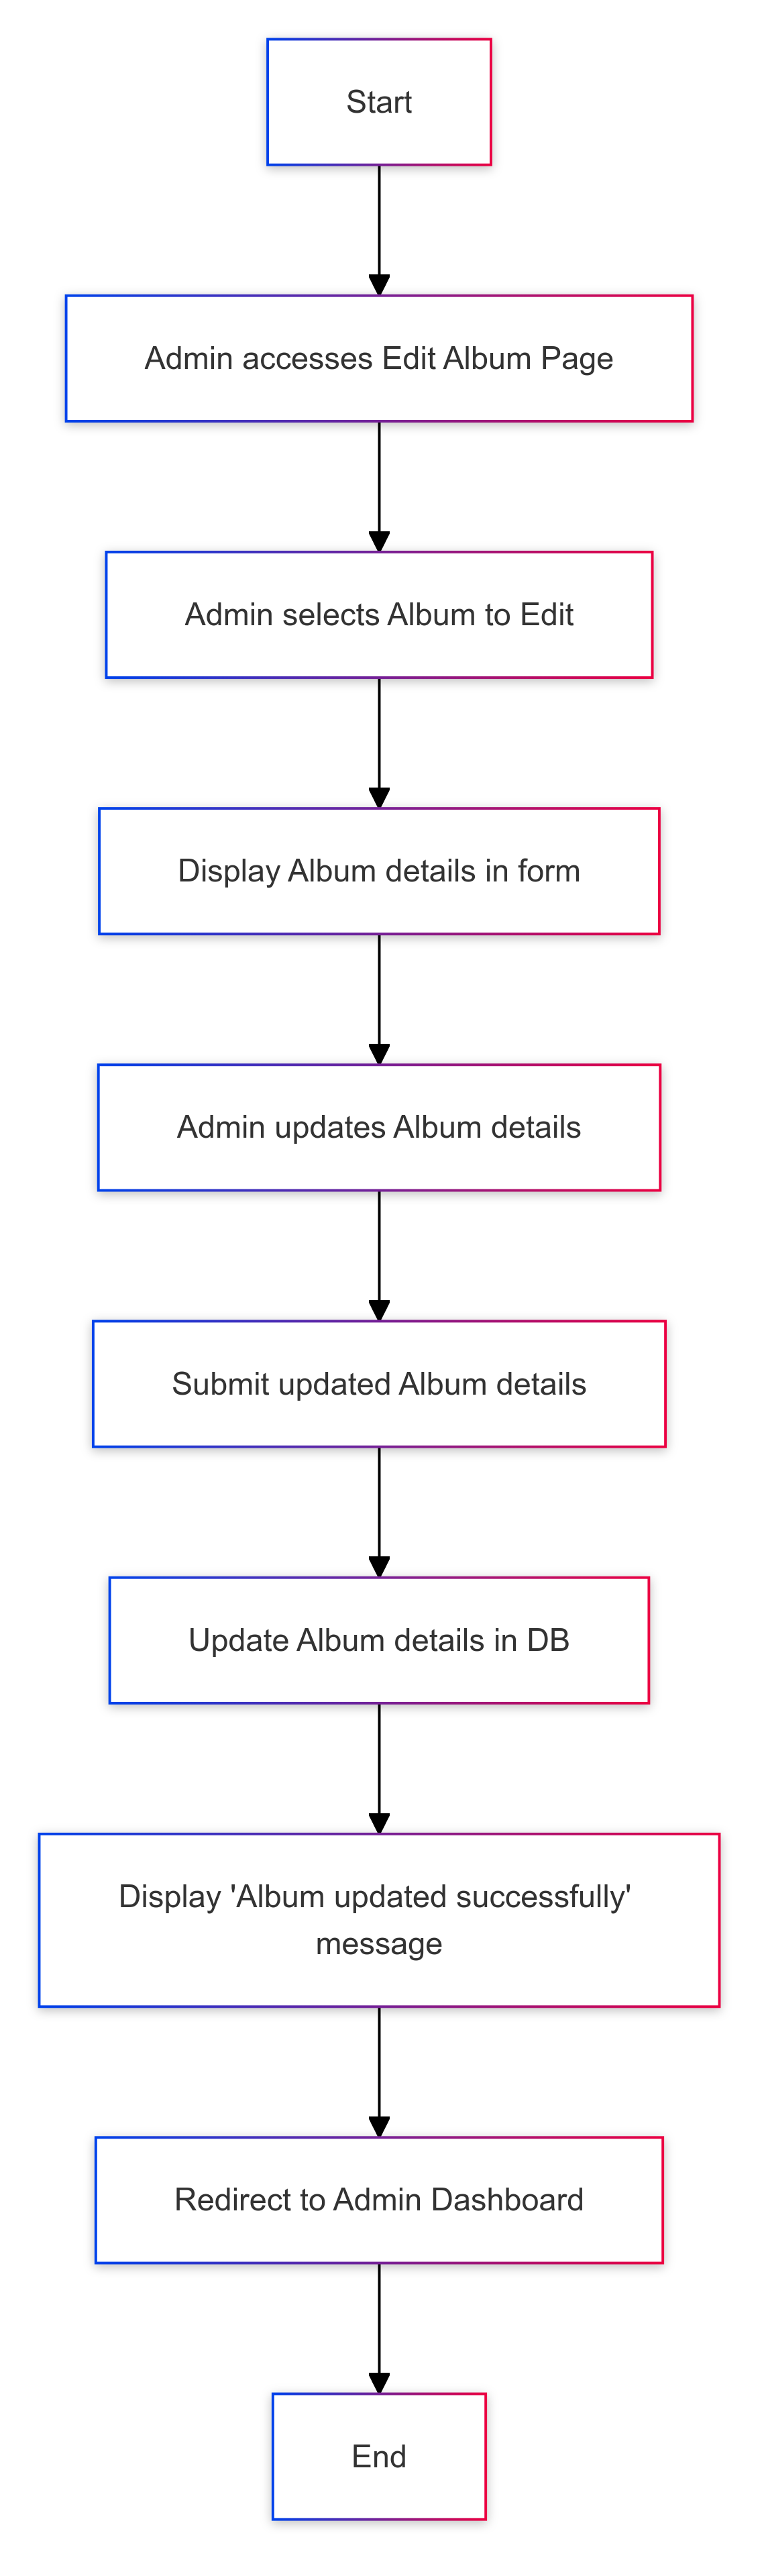 Start
Admin accesses Edit Album Page
Admin selects Album to Edit
Display Album details in form
Admin updates Album details
Submit updated Album details
Update Album details in DB
Display 'Album updated successfully'
message
Redirect to Admin Dashboard
End